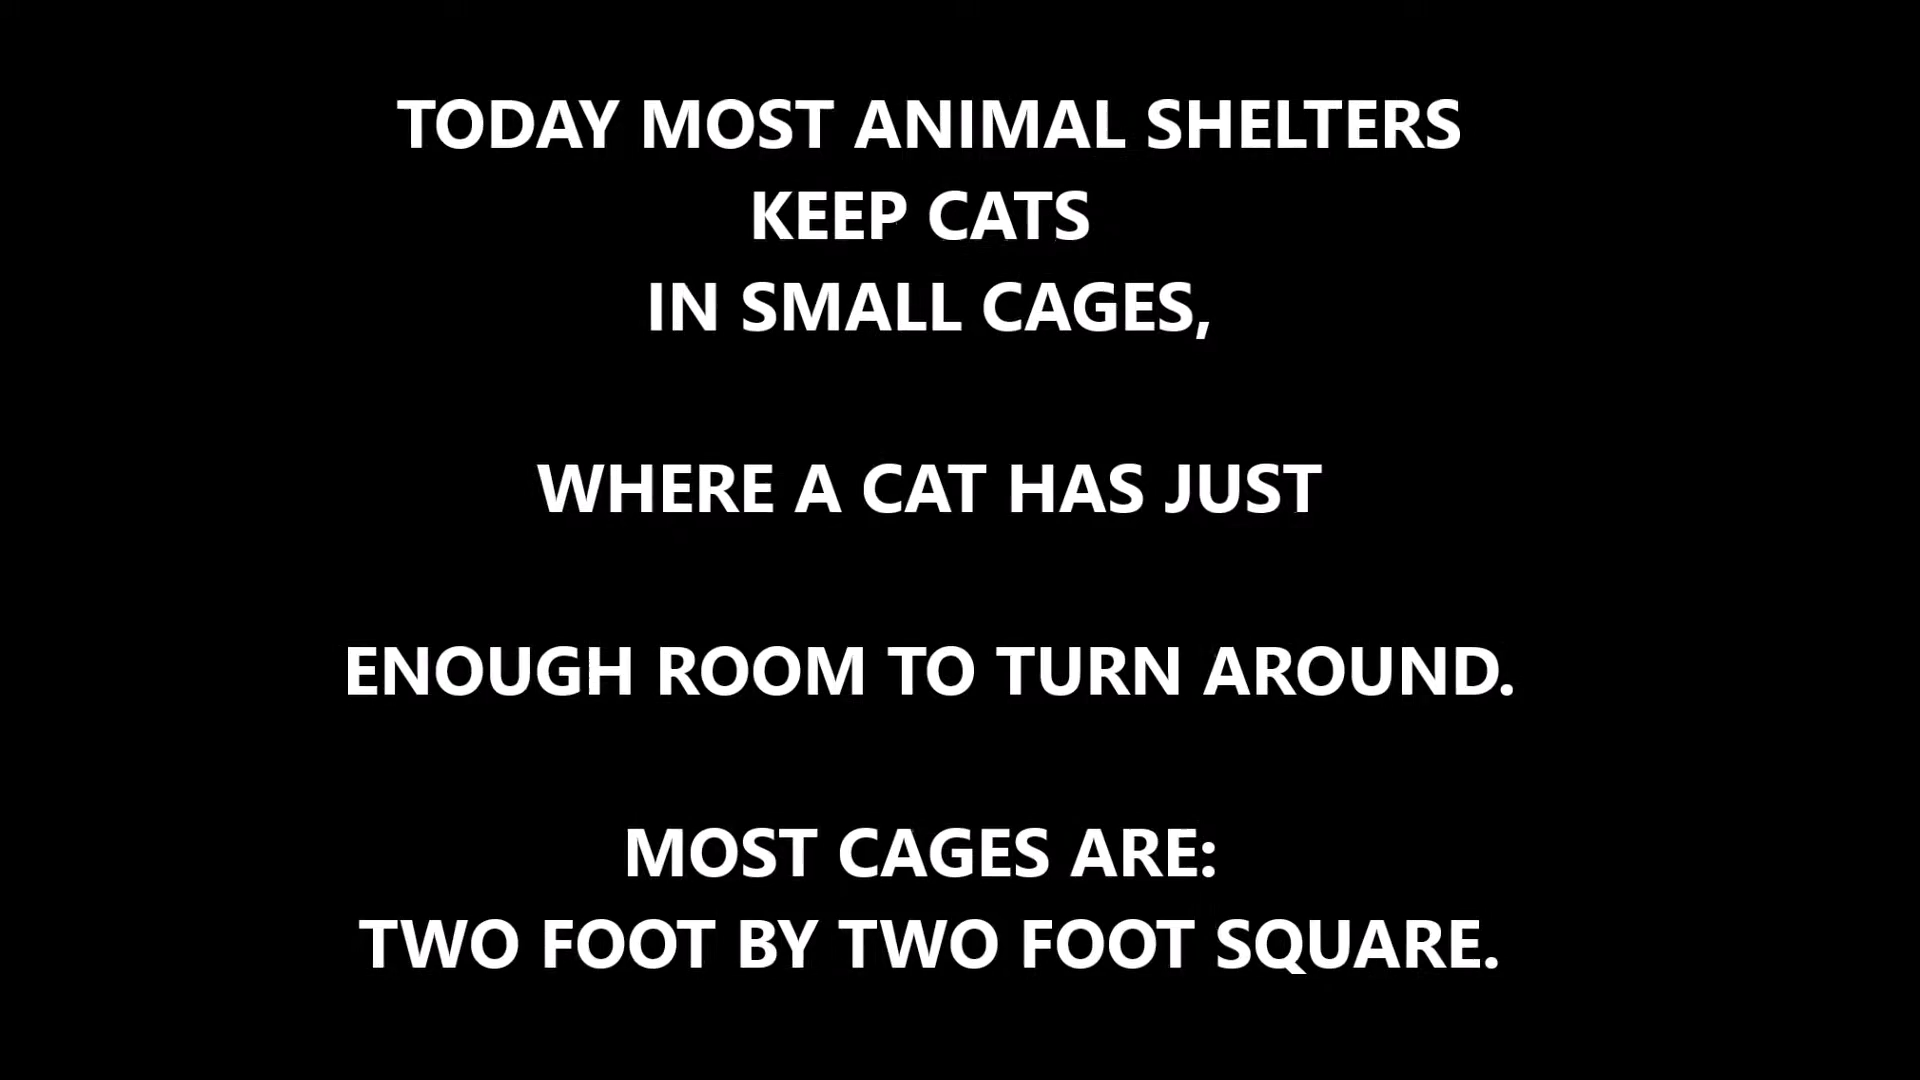 TODAY MOST ANIMAL SHELTERS
KEEP CATS
IN SMALL CAGES,
WHERE A CAT HAS JUST
ENOUGH ROOM TO TURN AROUND.
MOST CAGES ARE:
TWO FOOT BY TWO FOOT SQUARE.